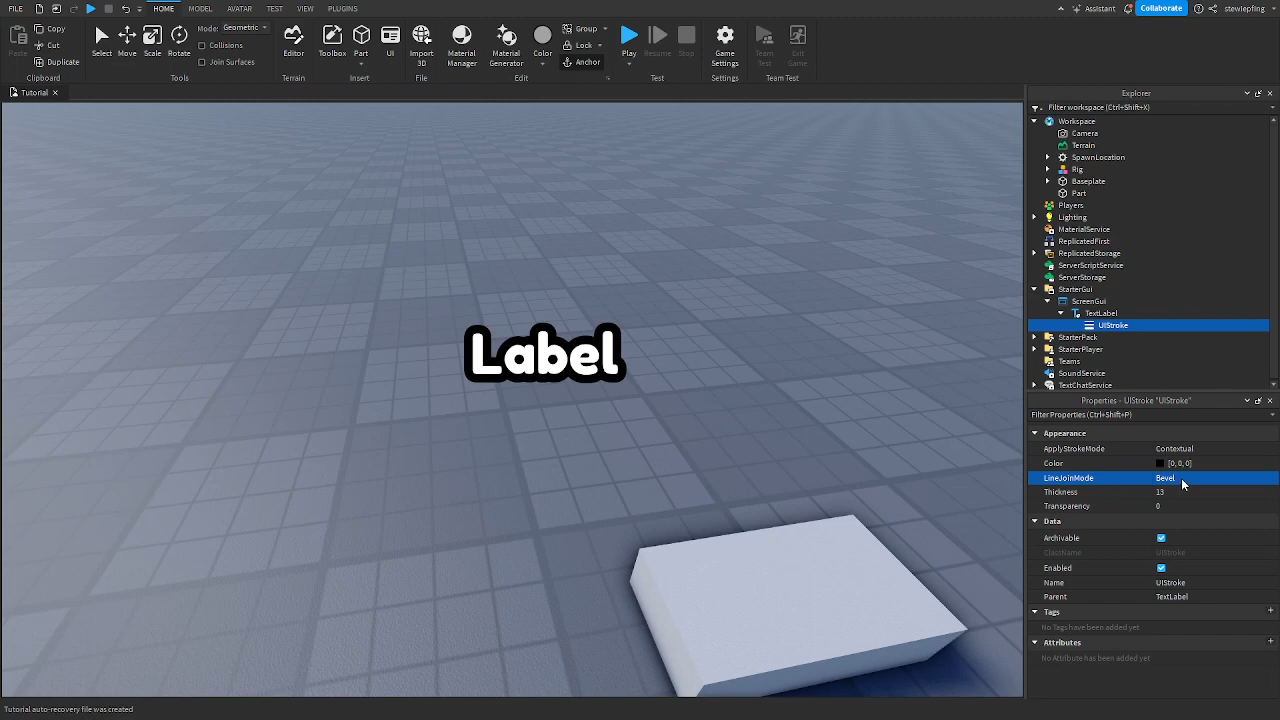 FILE HOME MODEL AVATAR TEST VIEW PLUGINS Assistant Collaborate stewiepfing
Paste Copy Cut Duplicate Select Move Scale Rotate Mode: Geometric Collisions Join Surfaces Editor Toolbox Part UI Import 3D Material Manager Material Generator Color Group Lock Anchor Play Resume Stop Game Settings Team Test Exit Game
Clipboard Tools Terrain Insert File Edit Test Settings Team Test
Tutorial
Label
Explorer
Filter workspace (Ctrl+Shift+X)
Workspace
Camera
Terrain
SpawnLocation
Rig
Baseplate
Part
Players
Lighting
MaterialService
ReplicatedFirst
ReplicatedStorage
ServerScriptService
ServerStorage
StarterGui
ScreenGui
TextLabel
UIStroke
StarterPack
StarterPlayer
Teams
SoundService
TextChatService
Properties - UIStroke "UIStroke"
Filter Properties (Ctrl+Shift+P)
Appearance
ApplyStrokeMode Contextual
Color [0, 0, 0]
LineJoinMode Bevel
Thickness 13
Transparency 0
Data
Archivable
ClassName UIStroke
Enabled
Name UIStroke
Parent TextLabel
Tags
No Tags have been added yet
Attributes
No Attribute has been added yet
Tutorial auto-recovery file was created